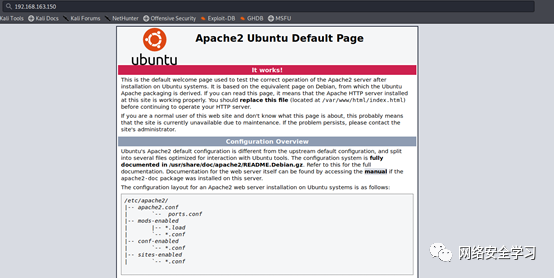 192.168.163.150
Kali Tools Kali Docs Kali Forums NetHunter Offensive Security Exploit-DB GHDB MSFU
ubuntu
Apache2 Ubuntu Default Page
It works!
This is the default welcome page used to test the correct operation of the Apache2 server after
installation on Ubuntu systems. It is based on the equivalent page on Debian, from which the Ubuntu
Apache packaging is derived. If you can read this page, it means that the Apache HTTP server installed
at this site is working properly. You should replace this file (located at /var/www/html/index.html)
before continuing to operate your HTTP server.
If you are a normal user of this web site and don't know what this page is about, this probably means
that the site is currently unavailable due to maintenance. If the problem persists, please contact the
site's administrator.
Configuration Overview
Ubuntu's Apache2 default configuration is different from the upstream default configuration, and split
into several files optimized for interaction with Ubuntu tools. The configuration system is fully
documented in /usr/share/doc/apache2/README.Debian.gz. Refer to this for the full
documentation. Documentation for the web server itself can be found by accessing the manual if the
apache2-doc package was installed on this server.
The configuration layout for an Apache2 web server installation on Ubuntu systems is as follows:
/etc/apache2/
|-- apache2.conf
|       `-- ports.conf
|-- mods-enabled
|       |-- *.load
|       `-- *.conf
|-- conf-enabled
|       `-- *.conf
|-- sites-enabled
|       `-- *.conf
网络安全学习